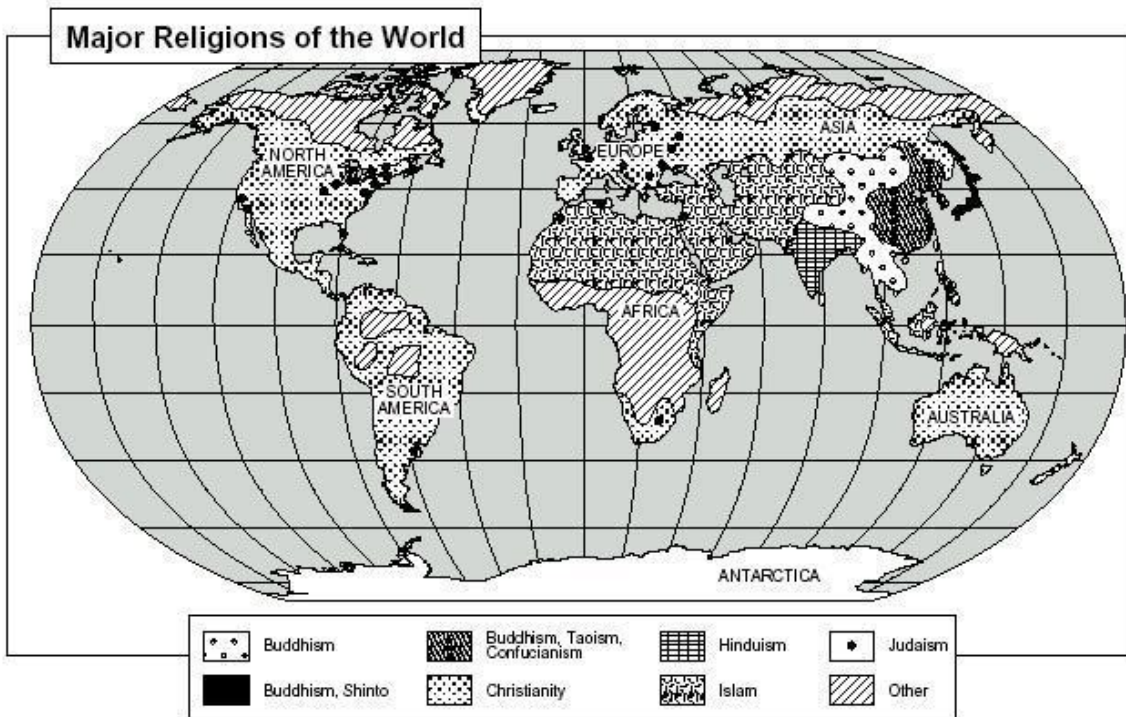 Major Religions of the World
NORTH
AMERICA
EUROPE
ASIA
AFRICA
SOUTH
AMERICA
AUSTRALIA
ANTARCTICA
Buddhism
Buddhism, Taoism,
Confucianism
Hinduism
Judaism
Buddhism, Shinto
Christianity
Islam
Other